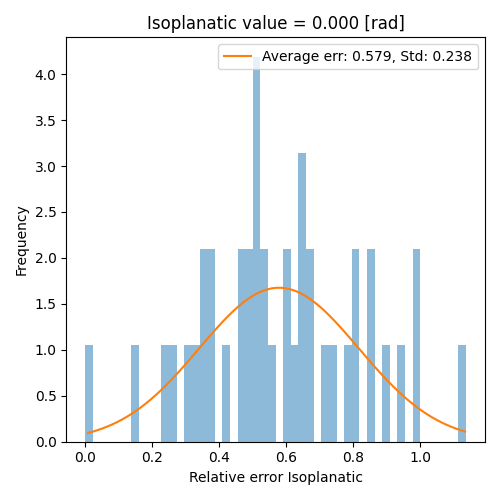 Isoplanatic value = 0.000 [rad]
Average err: 0.579, Std: 0.238
4.0
3.5
3.0
2.5
2.0
1.5
1.0
0.5
0.0
Frequency
0.0 0.2 0.4 0.6 0.8 1.0
Relative error Isoplanatic